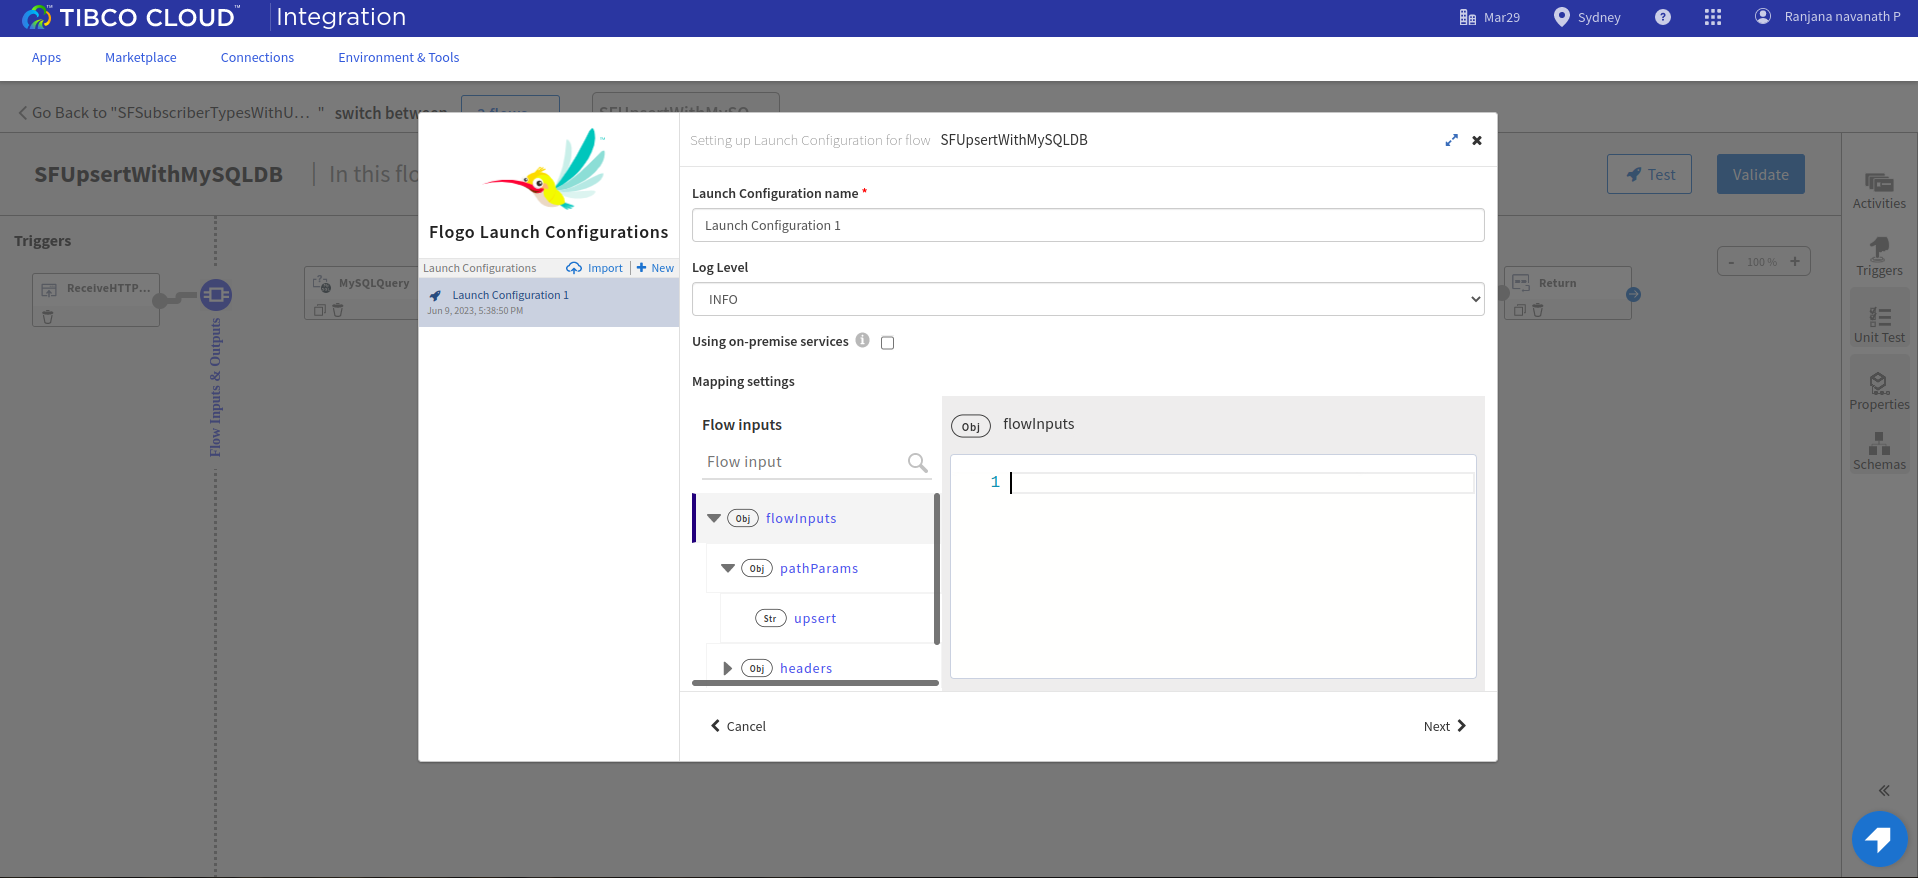 TIBCO CLOUD™ Integration
Mar29
Sydney
?
Ranjana navanath P
Apps
Marketplace
Connections
Environment & Tools
Go Back to "SFSubscriberTypesWithU... " switch between
SFUpsertWithMySQLDB
In this flo
Test
Validate
Triggers
ReceiveHTTP...
Flow Inputs & Outputs
MySQLQuery
Flogo Launch Configurations
Launch Configurations
Import
New
Launch Configuration 1
Jun 9, 2023, 5:38:50 PM
Setting up Launch Configuration for flow SFUpsertWithMySQLDB
Launch Configuration name *
Launch Configuration 1
Log Level
INFO
Using on-premise services
Mapping settings
Flow inputs
Flow input
Obj flowInputs
Obj pathParams
Str upsert
Obj headers
Obj flowInputs
1
Cancel
Next
Return
- 100 % +
Activities
Triggers
Unit Test
Properties
Schemas